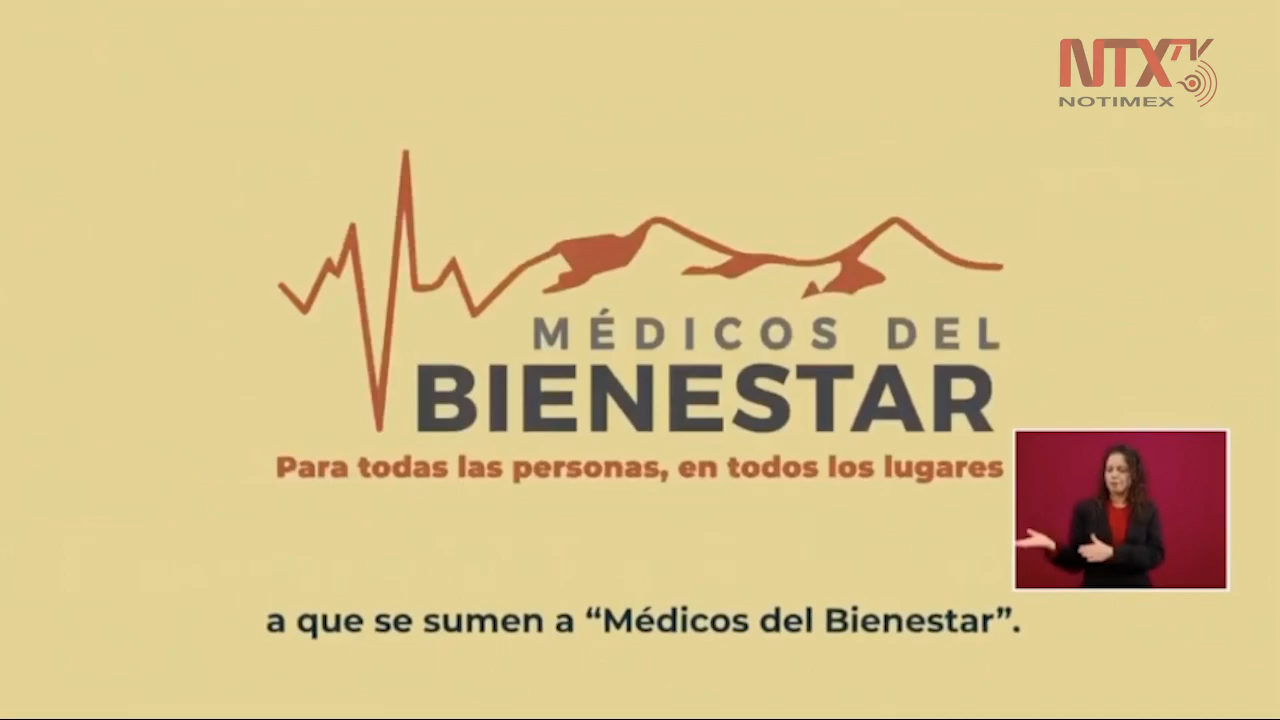 NTX TV
NOTIMEX
MÉDICOS DEL
BIENESTAR
Para todas las personas, en todos los lugares
a que se sumen a “Médicos del Bienestar”.